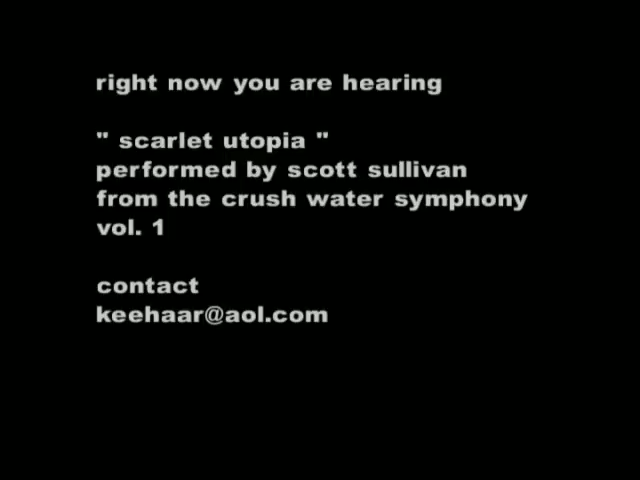 right now you are hearing
" scarlet utopia "
performed by scott sullivan
from the crush water symphony
vol. 1
contact
keehaar@aol.com